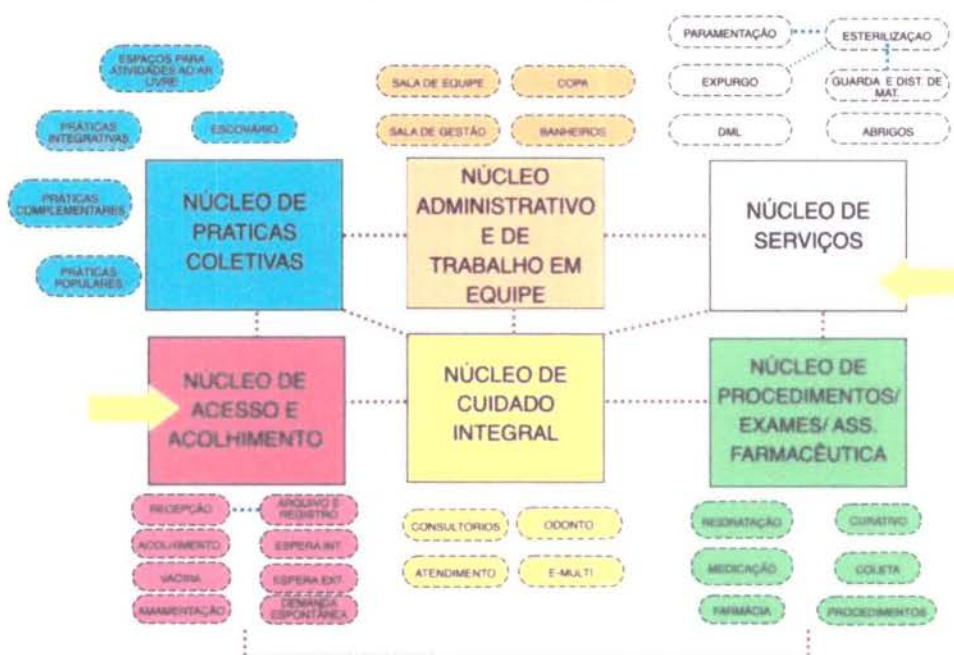 ESPAÇOS PARA
ATIVIDADES AO AR
LIVRE
PRÁTICAS
INTEGRATIVAS
ESCOVÁRIO
PRÁTICAS
COMPLEMENTARES
PRÁTICAS
POPULARES
NÚCLEO DE
PRATICAS
COLETIVAS
SALA DE EQUIPE
COPA
SALA DE GESTÃO
BANHEIROS
NÚCLEO
ADMINISTRATIVO
E DE
TRABALHO EM
EQUIPE
PARAMENTAÇÃO
ESTERILIZAÇAO
EXPURGO
GUARDA E DIST. DE
MAT.
DML
ABRIGOS
NÚCLEO DE
SERVIÇOS
NÚCLEO DE
ACESSO E
ACOLHIMENTO
NÚCLEO DE
CUIDADO
INTEGRAL
NÚCLEO DE
PROCEDIMENTOS/
EXAMES/ ASS.
FARMACÊUTICA
RECEPÇÃO
ARQUIVO E
REGISTRO
ACOLHIMENTO
ESPERA INT.
VACINA
ESPERA EXT.
AMAMENTAÇÃO
DEMANDA
ESPONTÂNEA
CONSULTÓRIOS
ODONTO
ATENDIMENTO
E-MULTI
REIDRATAÇÃO
CURATIVO
MEDICAÇÃO
COLETA
FARMÁCIA
PROCEDIMENTOS